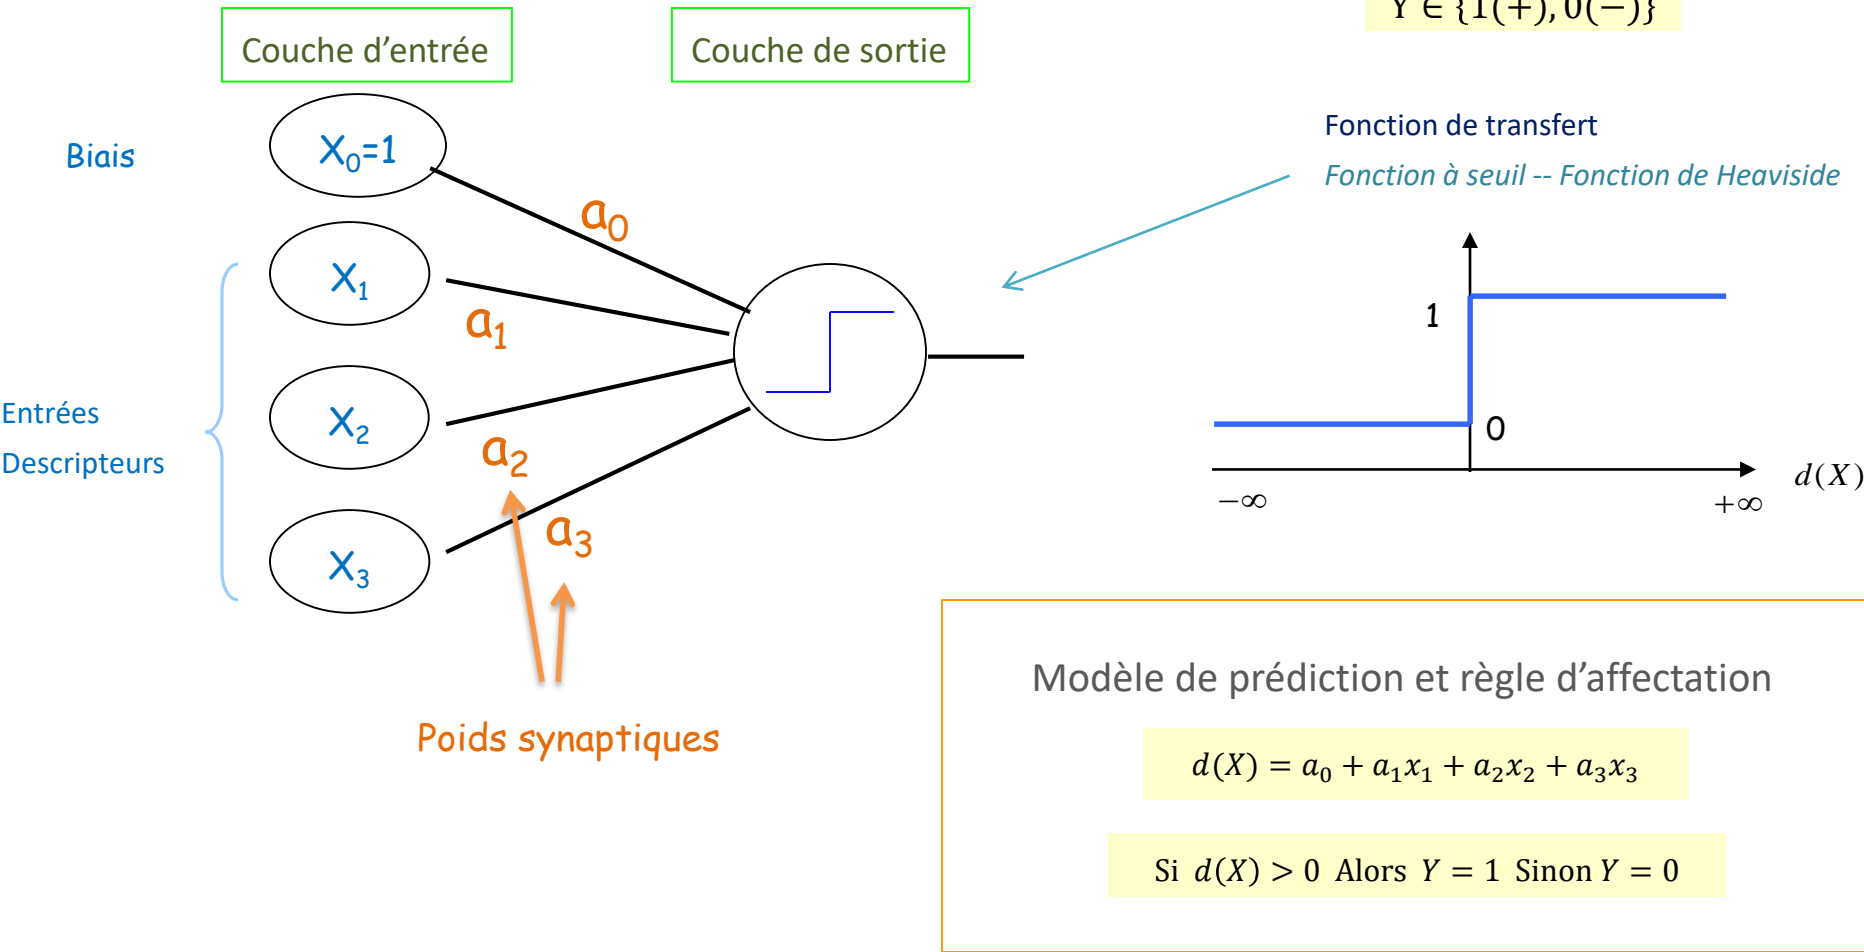 Y ∈ {1(+), 0(−)}
Couche d'entrée
Couche de sortie
Biais
X₀=1
a₀
Fonction de transfert
Fonction à seuil -- Fonction de Heaviside
X₁
a₁
1
0
d(X)
−∞
+∞
Entrées
Descripteurs
X₂
a₂
X₃
a₃
Poids synaptiques
Modèle de prédiction et règle d'affectation
d(X) = a₀ + a₁x₁ + a₂x₂ + a₃x₃
Si d(X) > 0 Alors Y = 1 Sinon Y = 0